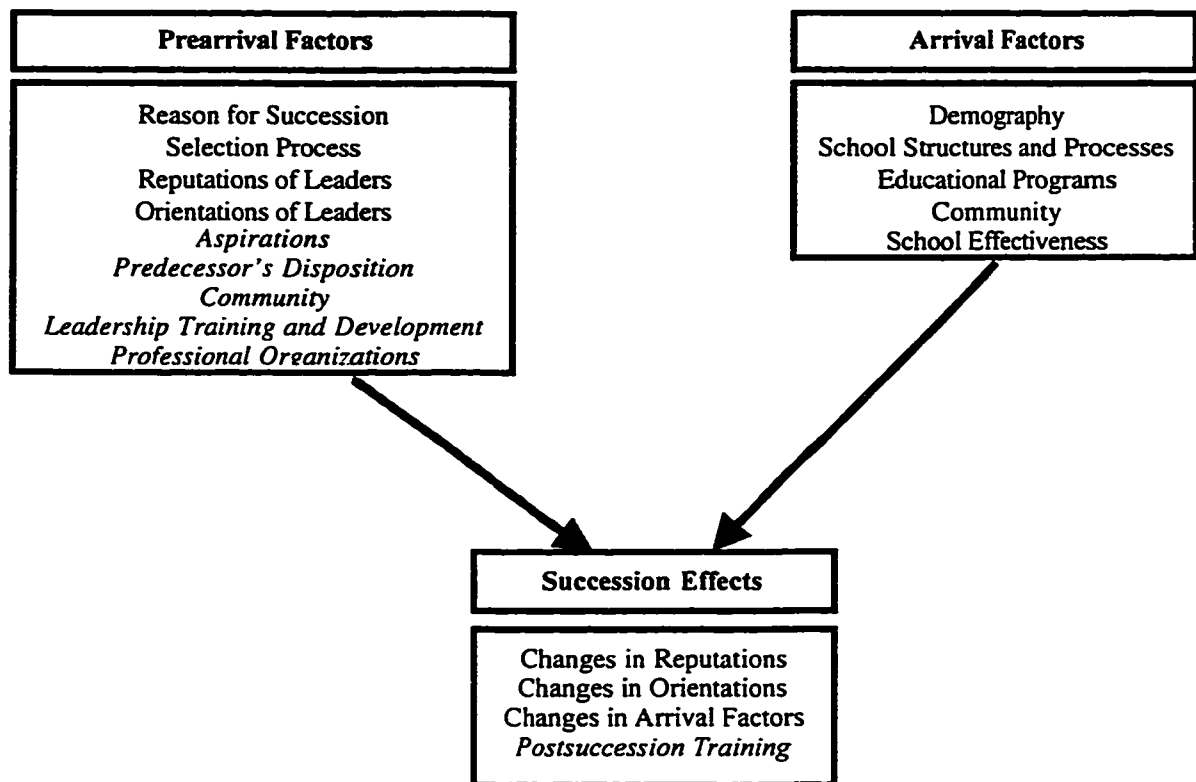 Prearrival Factors
Reason for Succession
Selection Process
Reputations of Leaders
Orientations of Leaders
Aspirations
Predecessor's Disposition
Community
Leadership Training and Development
Professional Organizations
Arrival Factors
Demography
School Structures and Processes
Educational Programs
Community
School Effectiveness
Succession Effects
Changes in Reputations
Changes in Orientations
Changes in Arrival Factors
Postsuccession Training